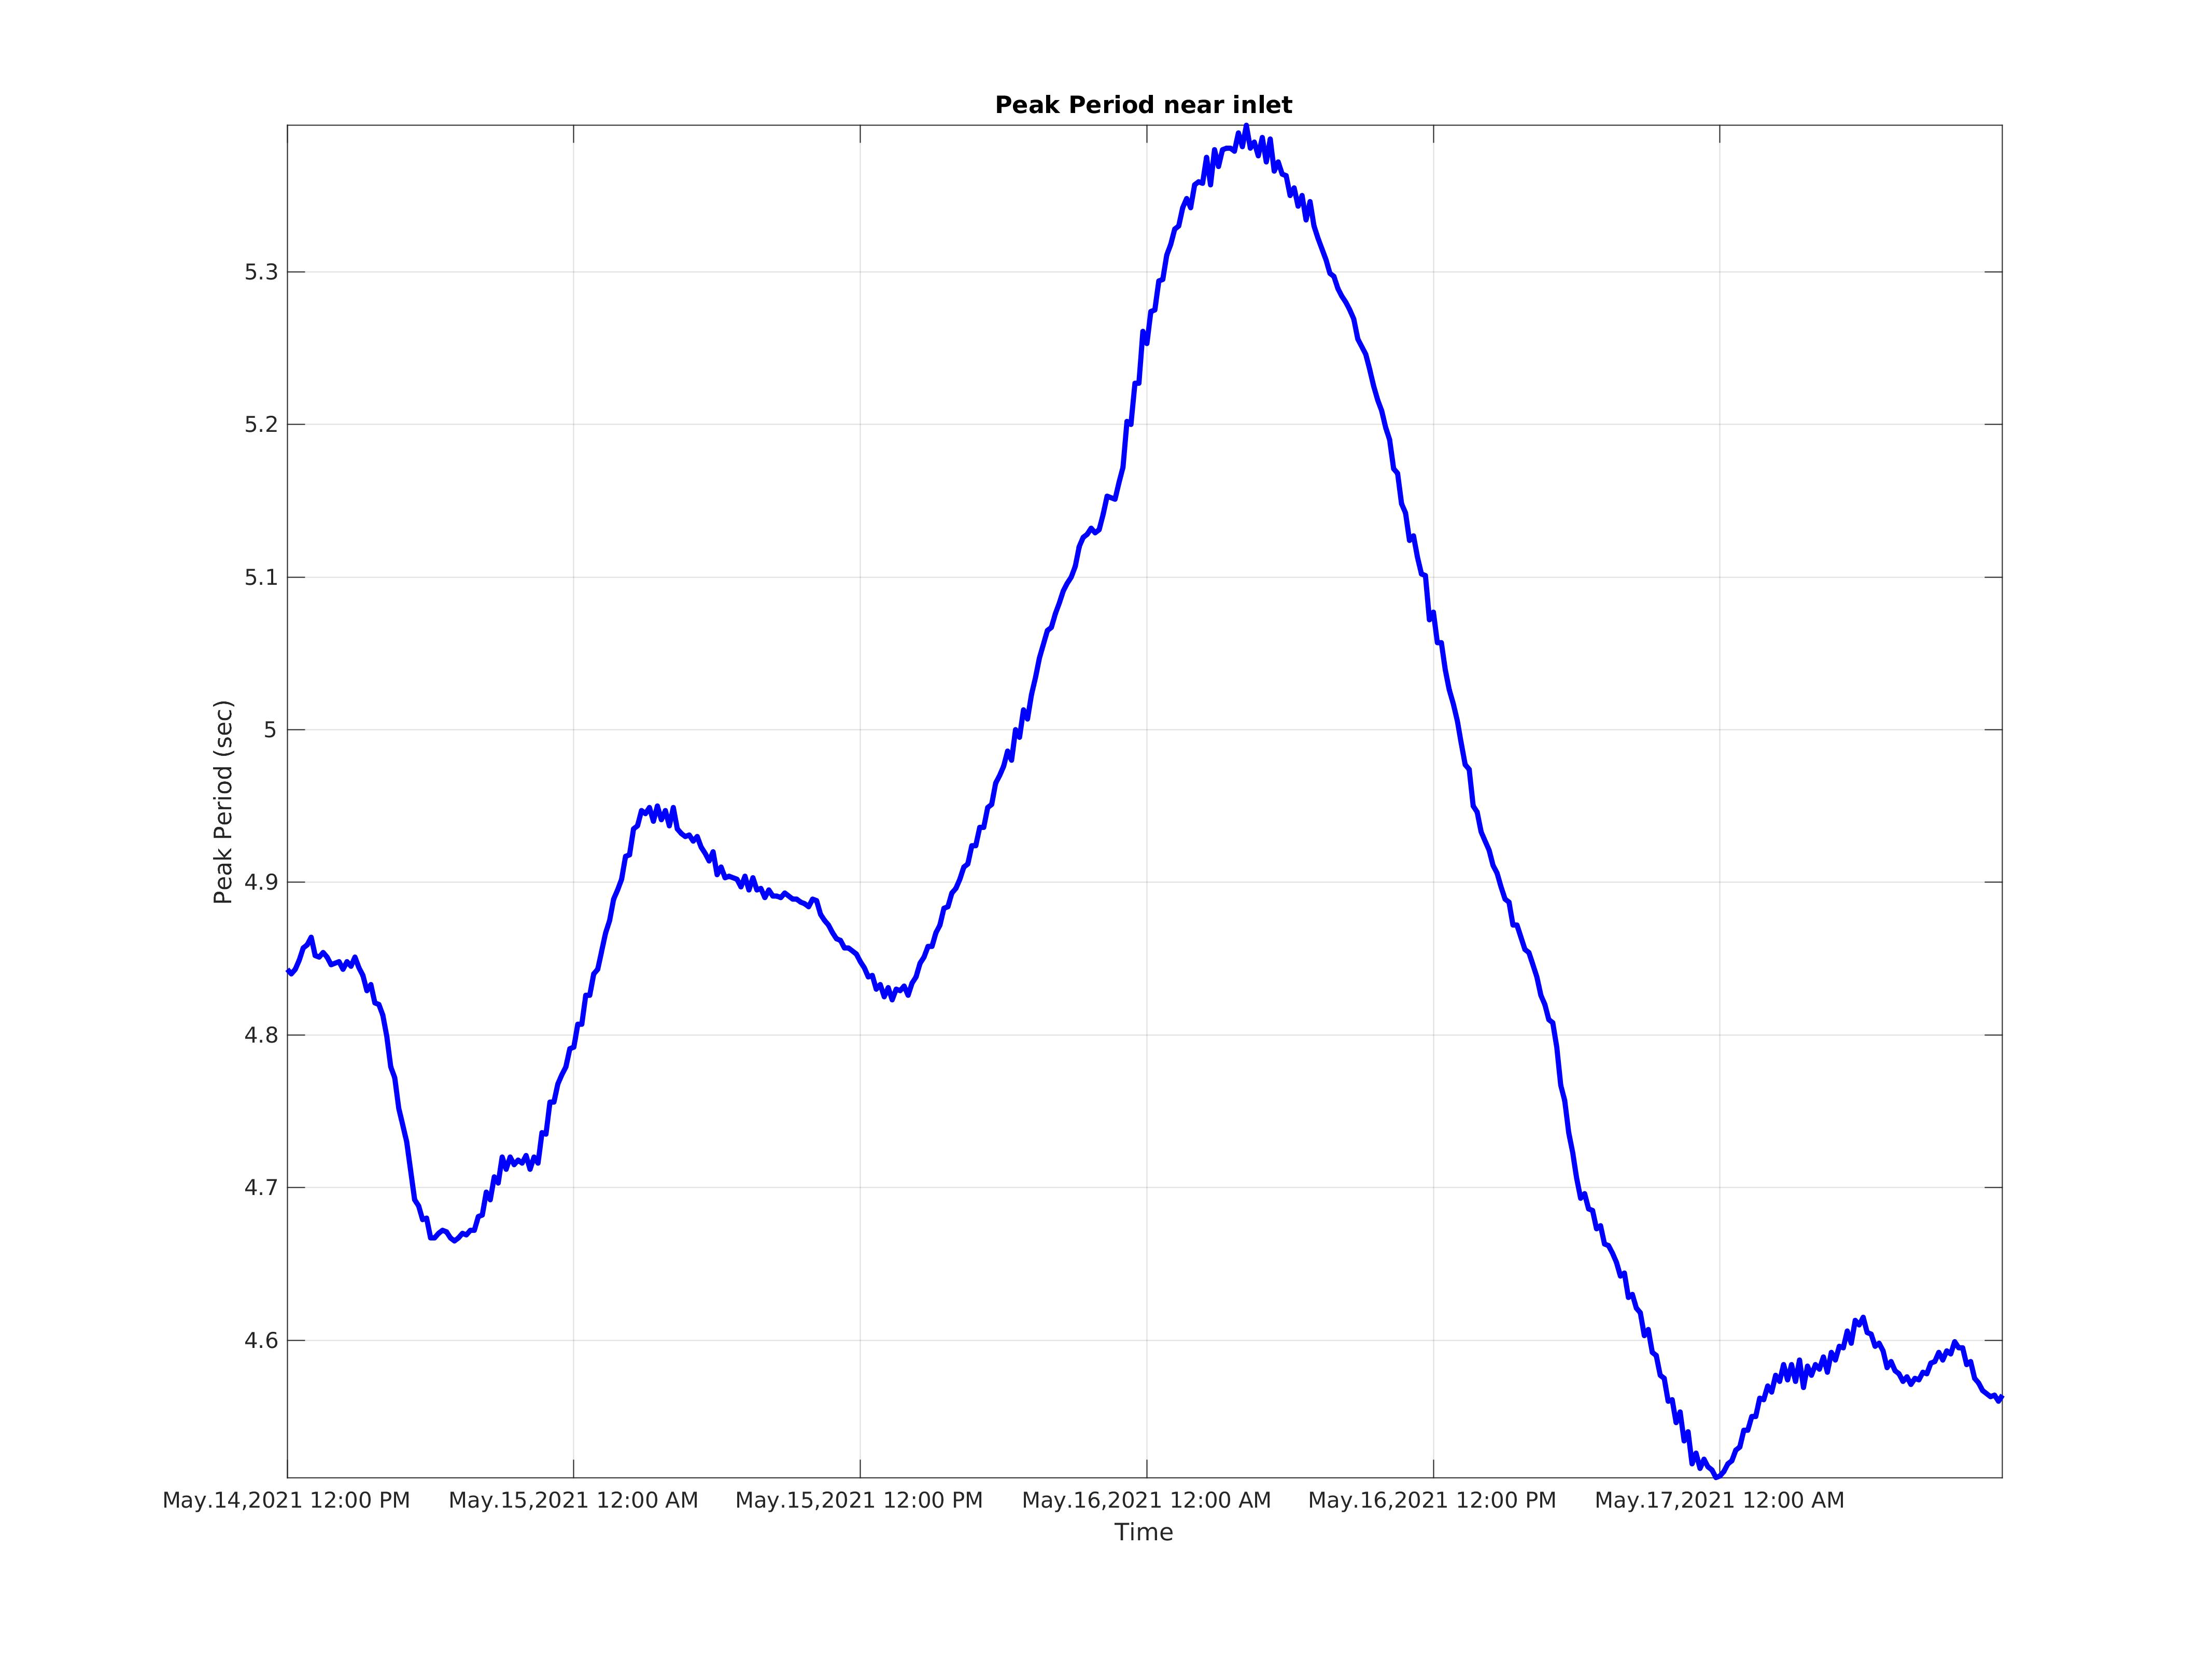 Peak Period near inlet
Peak Period (sec)
5.3
5.2
5.1
5
4.9
4.8
4.7
4.6
May.14,2021 12:00 PM
May.15,2021 12:00 AM
May.15,2021 12:00 PM
May.16,2021 12:00 AM
May.16,2021 12:00 PM
May.17,2021 12:00 AM
Time